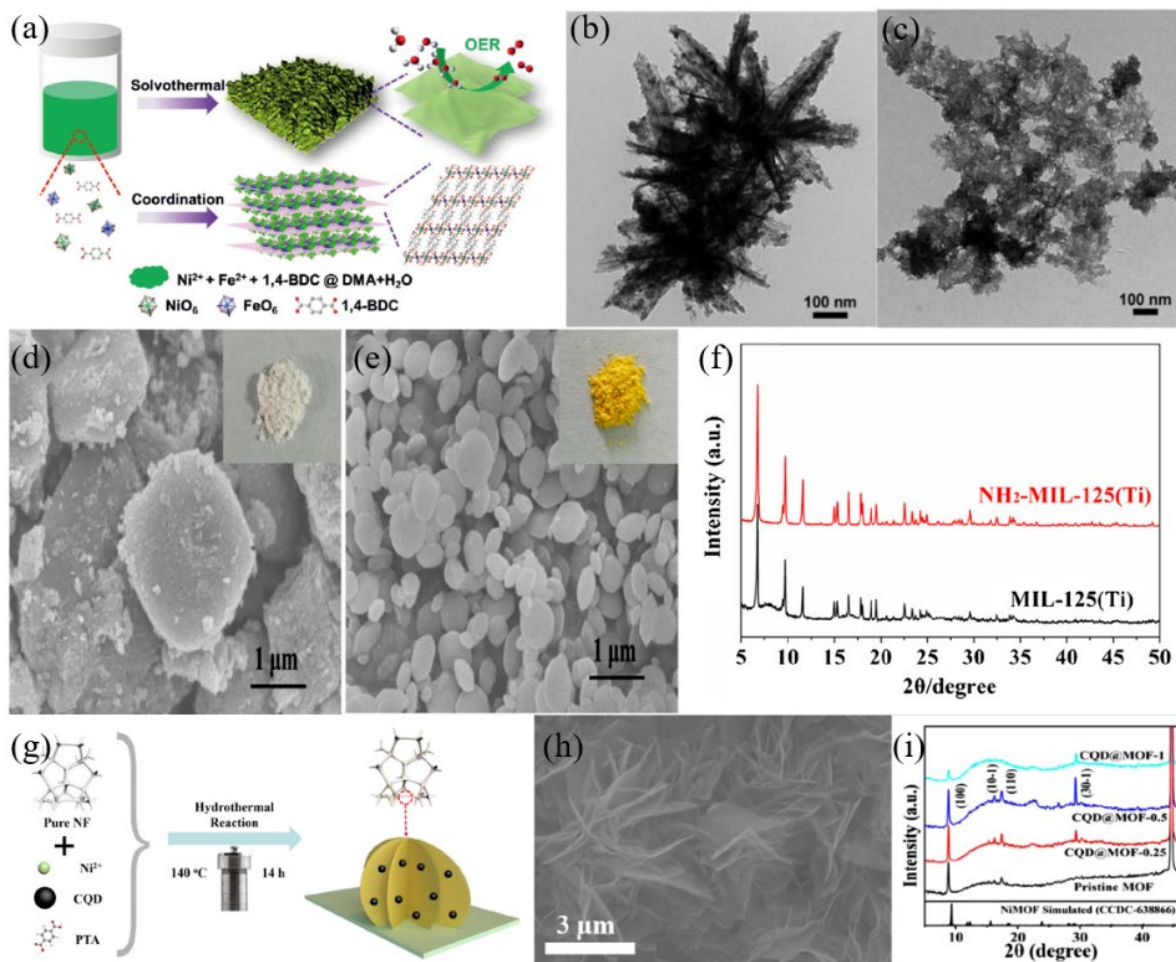 (a)
Solvothermal
OER
Coordination
Ni²⁺ + Fe²⁺ + 1,4-BDC @ DMA+H₂O
NiO₆ FeO₆ 1,4-BDC
(b)
100 nm
(c)
100 nm
(d)
1 μm
(e)
1 μm
(f)
Intensity (a.u.)
NH₂-MIL-125(Ti)
MIL-125(Ti)
5 10 15 20 25 30 35 40 45 50
2θ/degree
(g)
Pure NF
+
Ni²⁺
CQD
PTA
Hydrothermal
Reaction
140 °C 14 h
(h)
3 μm
(i)
Intensity (a.u.)
CQD@MOF-1
(100)
(10-1)
(110)
(30-1)
CQD@MOF-0.5
CQD@MOF-0.25
Pristine MOF
NiMOF Simulated (CCDC-638866)
10 20 30 40
2θ (degree)